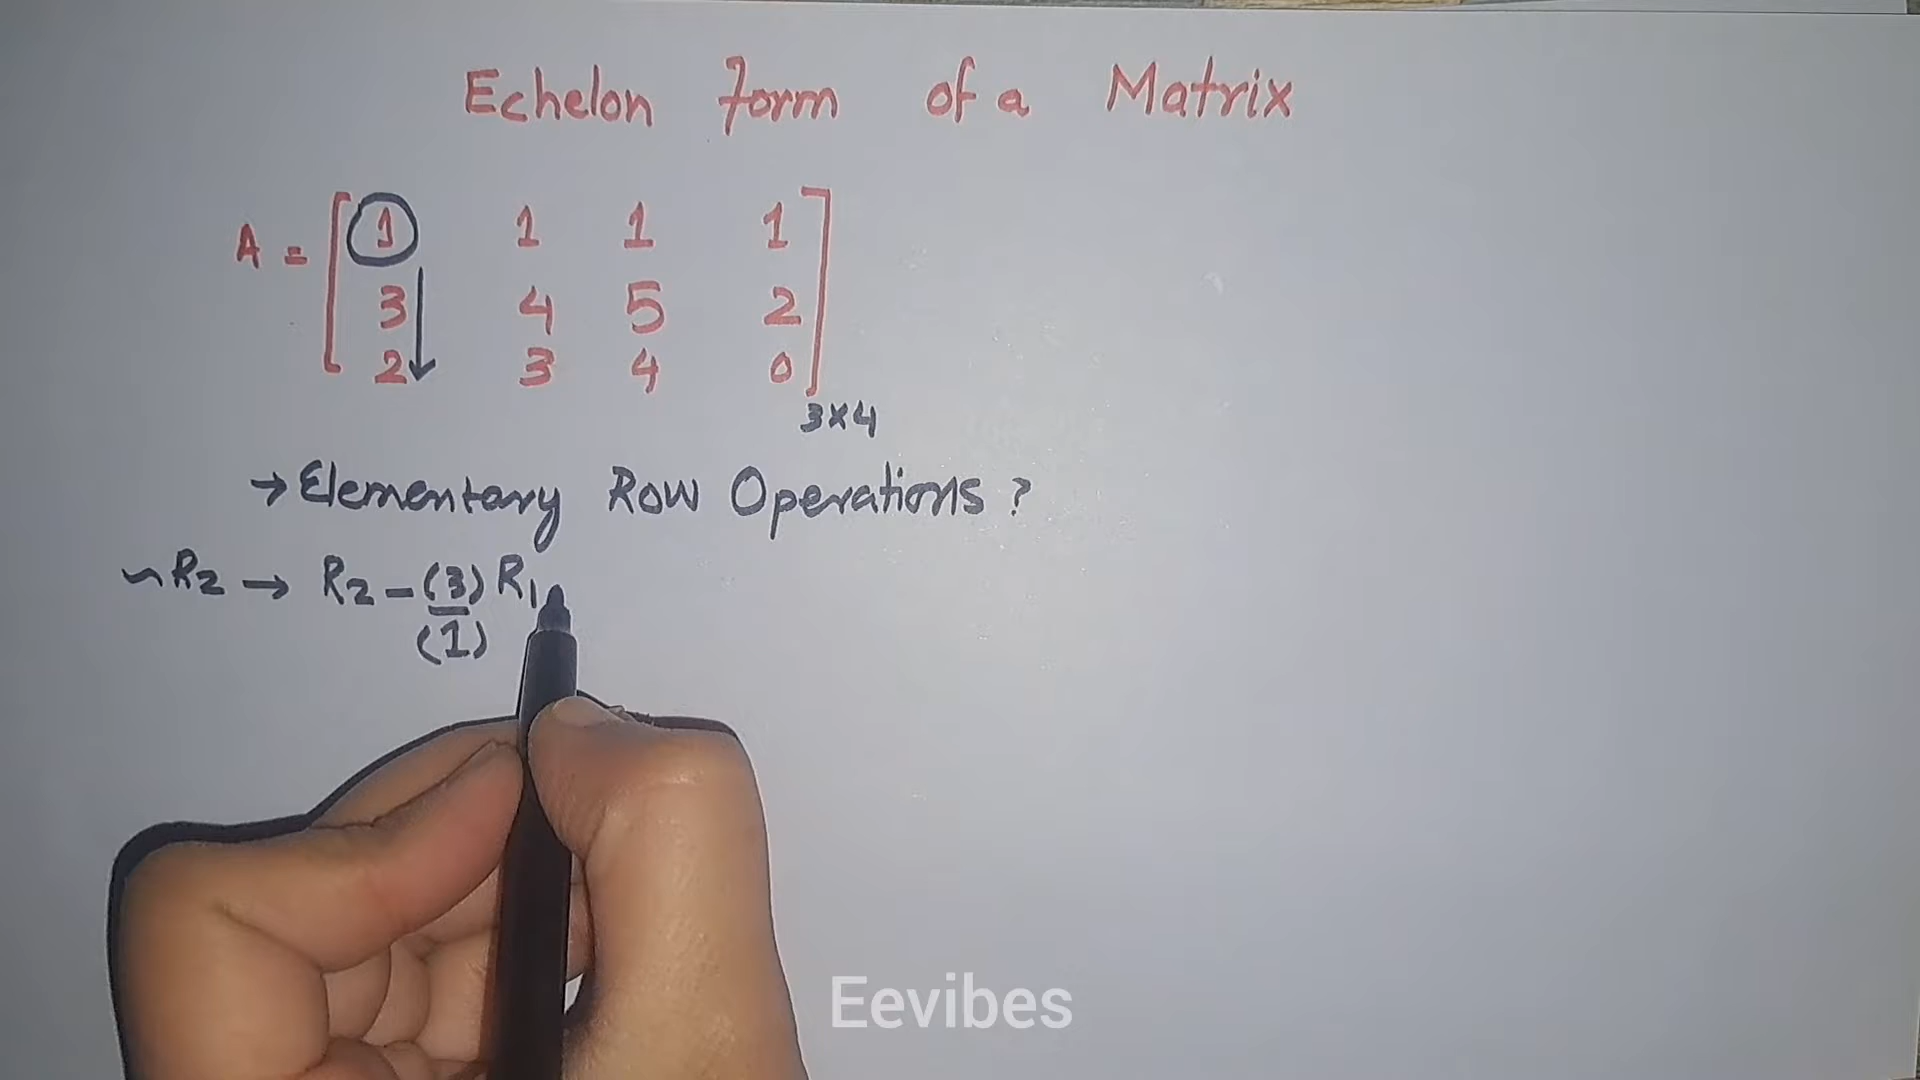 Echelon form of a Matrix
A = [ 1 1 1 1
3 4 5 2
2 3 4 0 ] 3×4
→ Elementary Row Operations ?
~R2 → R2 - (3)/(1) R1
Eevibes